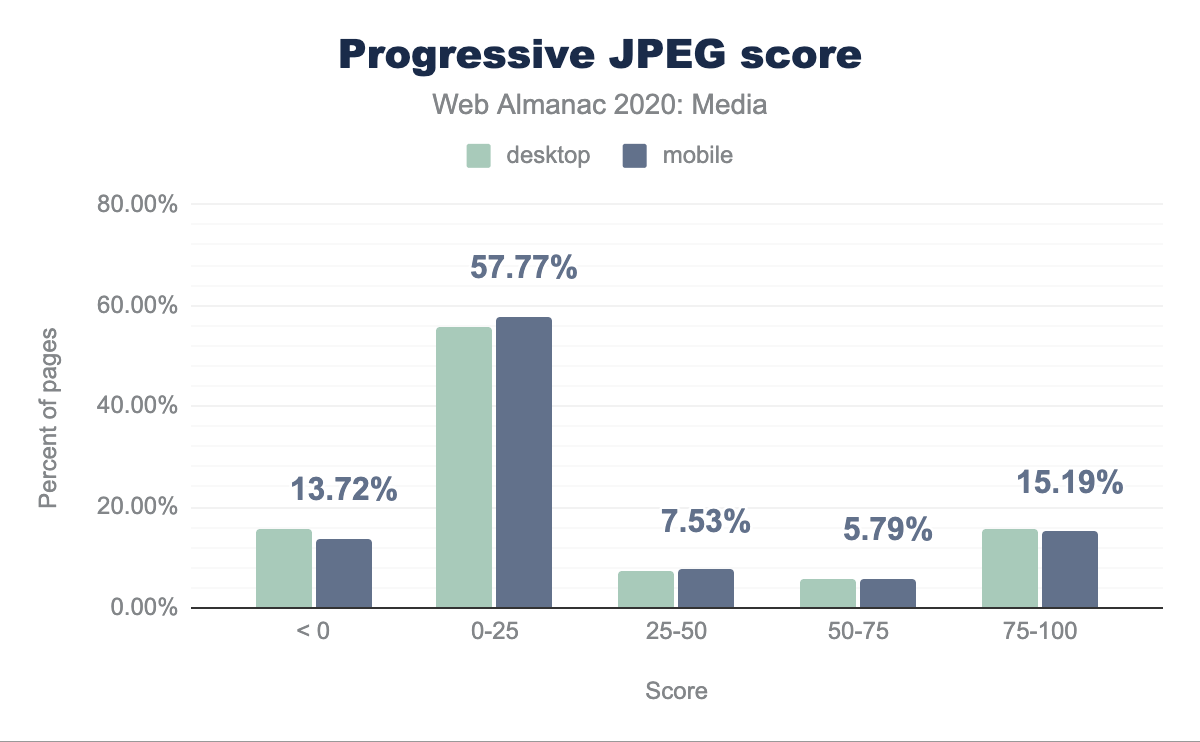 Progressive JPEG score
Web Almanac 2020: Media
desktop mobile
80.00%
60.00%
40.00%
20.00%
0.00%
Percent of pages
13.72%
57.77%
7.53%
5.79%
15.19%
< 0 0-25 25-50 50-75 75-100
Score